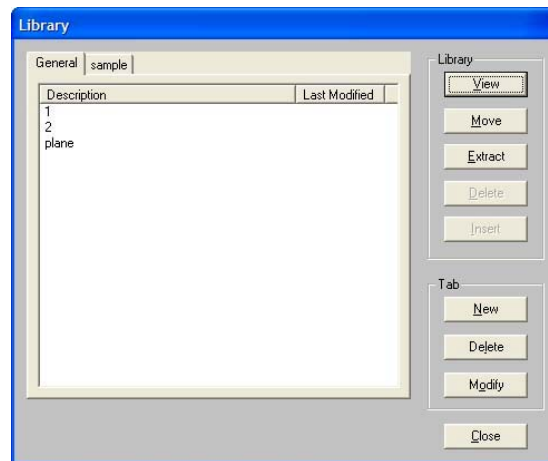 Library
General sample
Description Last Modified
1
2
plane
Library
View
Move
Extract
Delete
Insert
Tab
New
Delete
Modify
Close